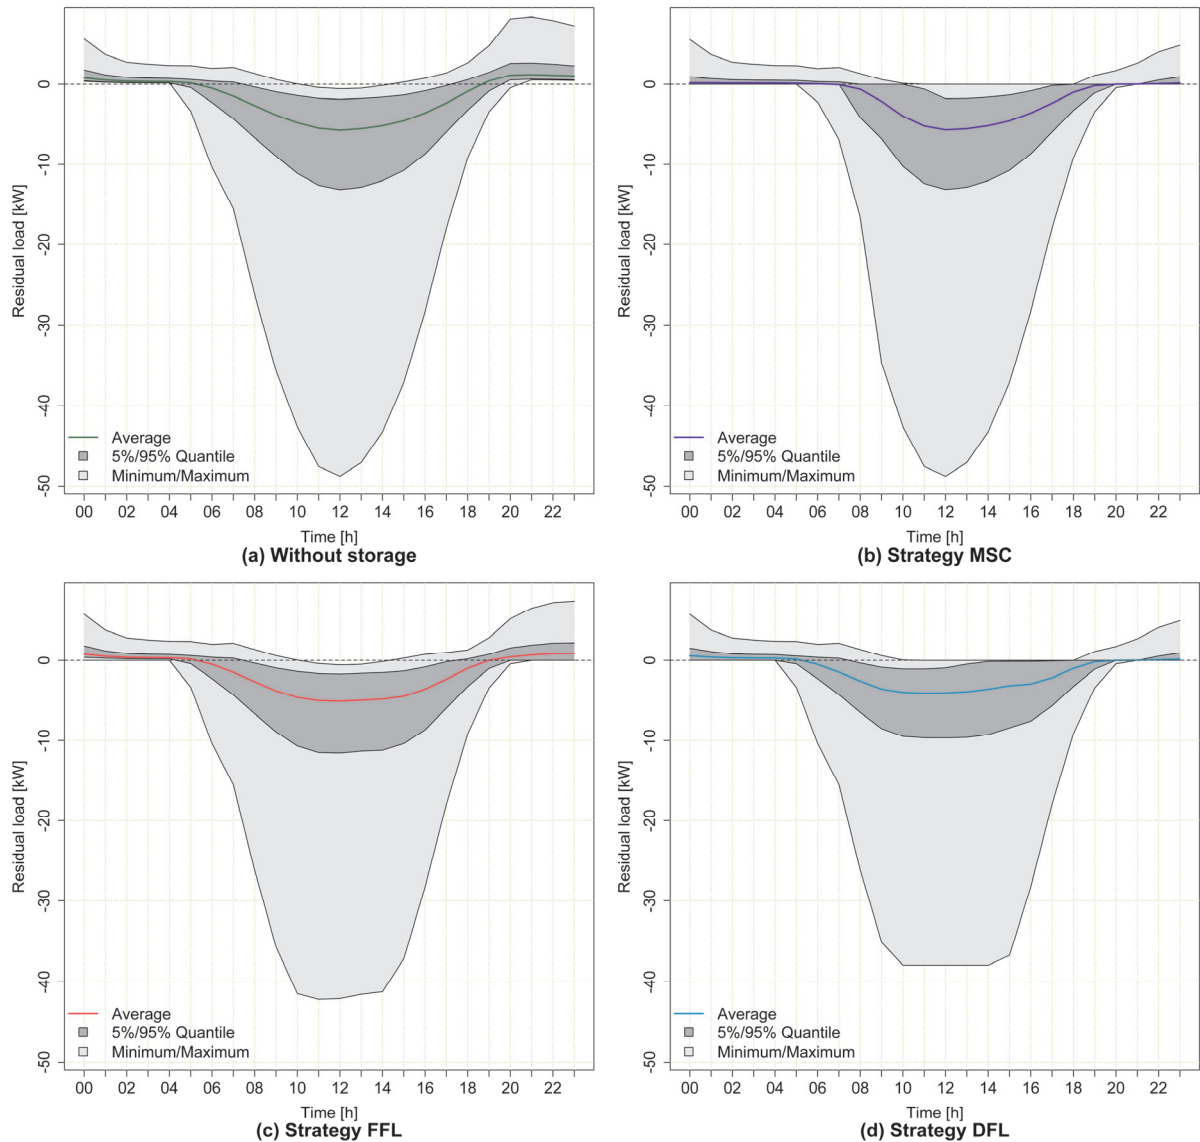 Residual load [kW]
0
-10
-20
-30
-40
-50
Average
5%/95% Quantile
Minimum/Maximum
00 02 04 06 08 10 12 14 16 18 20 22
Time [h]
(a) Without storage
Residual load [kW]
0
-10
-20
-30
-40
-50
Average
5%/95% Quantile
Minimum/Maximum
00 02 04 06 08 10 12 14 16 18 20 22
Time [h]
(b) Strategy MSC
Residual load [kW]
0
-10
-20
-30
-40
-50
Average
5%/95% Quantile
Minimum/Maximum
00 02 04 06 08 10 12 14 16 18 20 22
Time [h]
(c) Strategy FFL
Residual load [kW]
0
-10
-20
-30
-40
-50
Average
5%/95% Quantile
Minimum/Maximum
00 02 04 06 08 10 12 14 16 18 20 22
Time [h]
(d) Strategy DFL